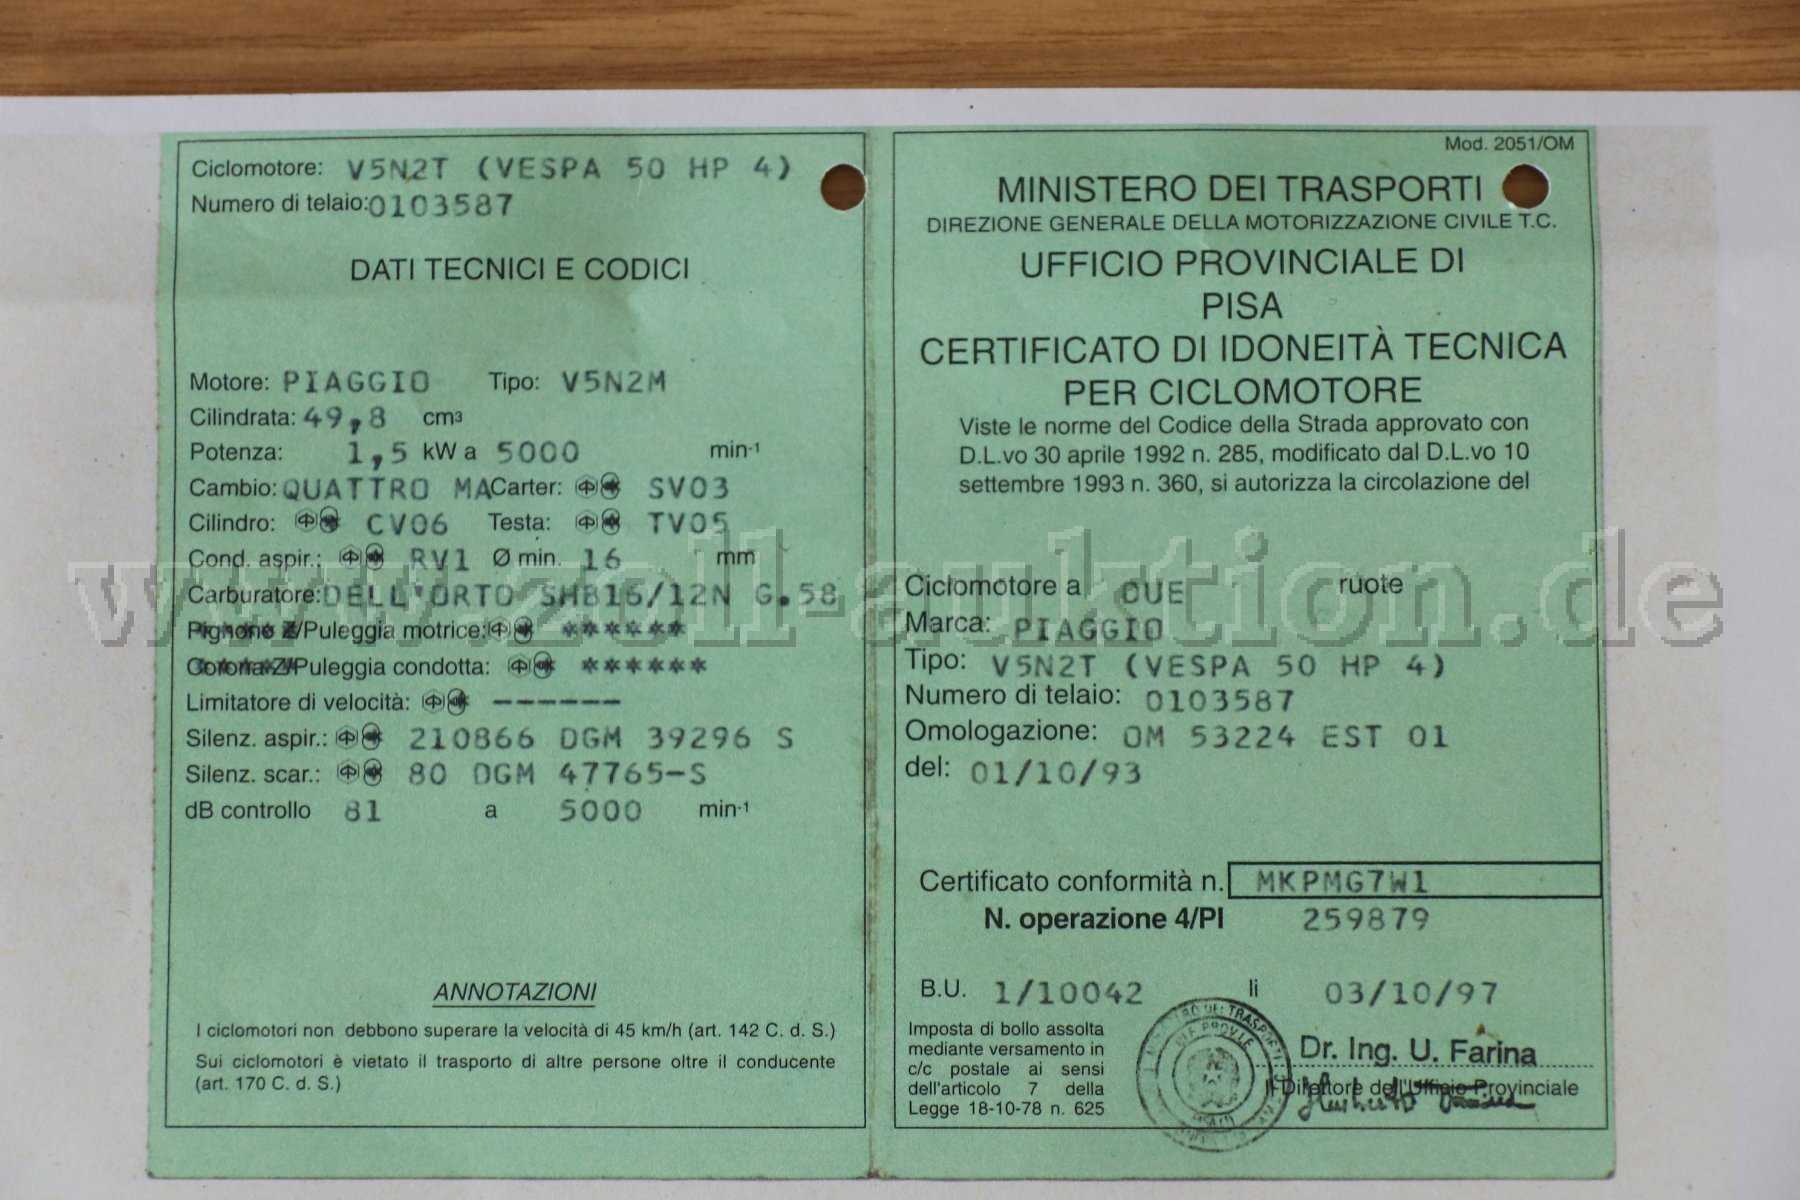 Ciclomotore: V5N2T (VESPA 50 HP 4)
Numero di telaio: 0103587
DATI TECNICI E CODICI
Motore: PIAGGIO Tipo: V5N2M
Cilindrata: 49,8 cm³
Potenza: 1,5 kW a 5000 min-¹
Cambio: QUATTRO MA Carter: SV03
Cilindro: CV06 Testa: TV05
Cond. aspir.: RV1 Ø min. 16 mm
Carburatore: DELL'ORTO SHB16/12N G.58
Pignone Z/Puleggia motrice: ******
Corona Z/Puleggia condotta: ******
Limitatore di velocità: ------
Silenz. aspir.: 210866 DGM 39296 S
Silenz. scar.: 80 DGM 47765-S
dB controllo 81 a 5000 min-¹
ANNOTAZIONI
I ciclomotori non debbono superare la velocità di 45 km/h (art. 142 C. d. S.)
Sui ciclomotori è vietato il trasporto di altre persone oltre il conducente
(art. 170 C. d. S.)
Mod. 2051/OM
MINISTERO DEI TRASPORTI
DIREZIONE GENERALE DELLA MOTORIZZAZIONE CIVILE T.C.
UFFICIO PROVINCIALE DI
PISA
CERTIFICATO DI IDONEITÀ TECNICA
PER CICLOMOTORE
Viste le norme del Codice della Strada approvato con
D.L.vo 30 aprile 1992 n. 285, modificato dal D.L.vo 10
settembre 1993 n. 360, si autorizza la circolazione del
Ciclomotore a DUE ruote
Marca: PIAGGIO
Tipo: V5N2T (VESPA 50 HP 4)
Numero di telaio: 0103587
Omologazione: OM 53224 EST 01
del: 01/10/93
Certificato conformità n. MKPMG7W1
N. operazione 4/PI 259879
B.U. 1/10042 li 03/10/97
Imposta di bollo assolta
mediante versamento in
c/c postale ai sensi
dell'articolo 7 della
Legge 18-10-78 n. 625
Dr. Ing. U. Farina
Il Direttore dell'Ufficio Provinciale
www.zoll-auktion.de